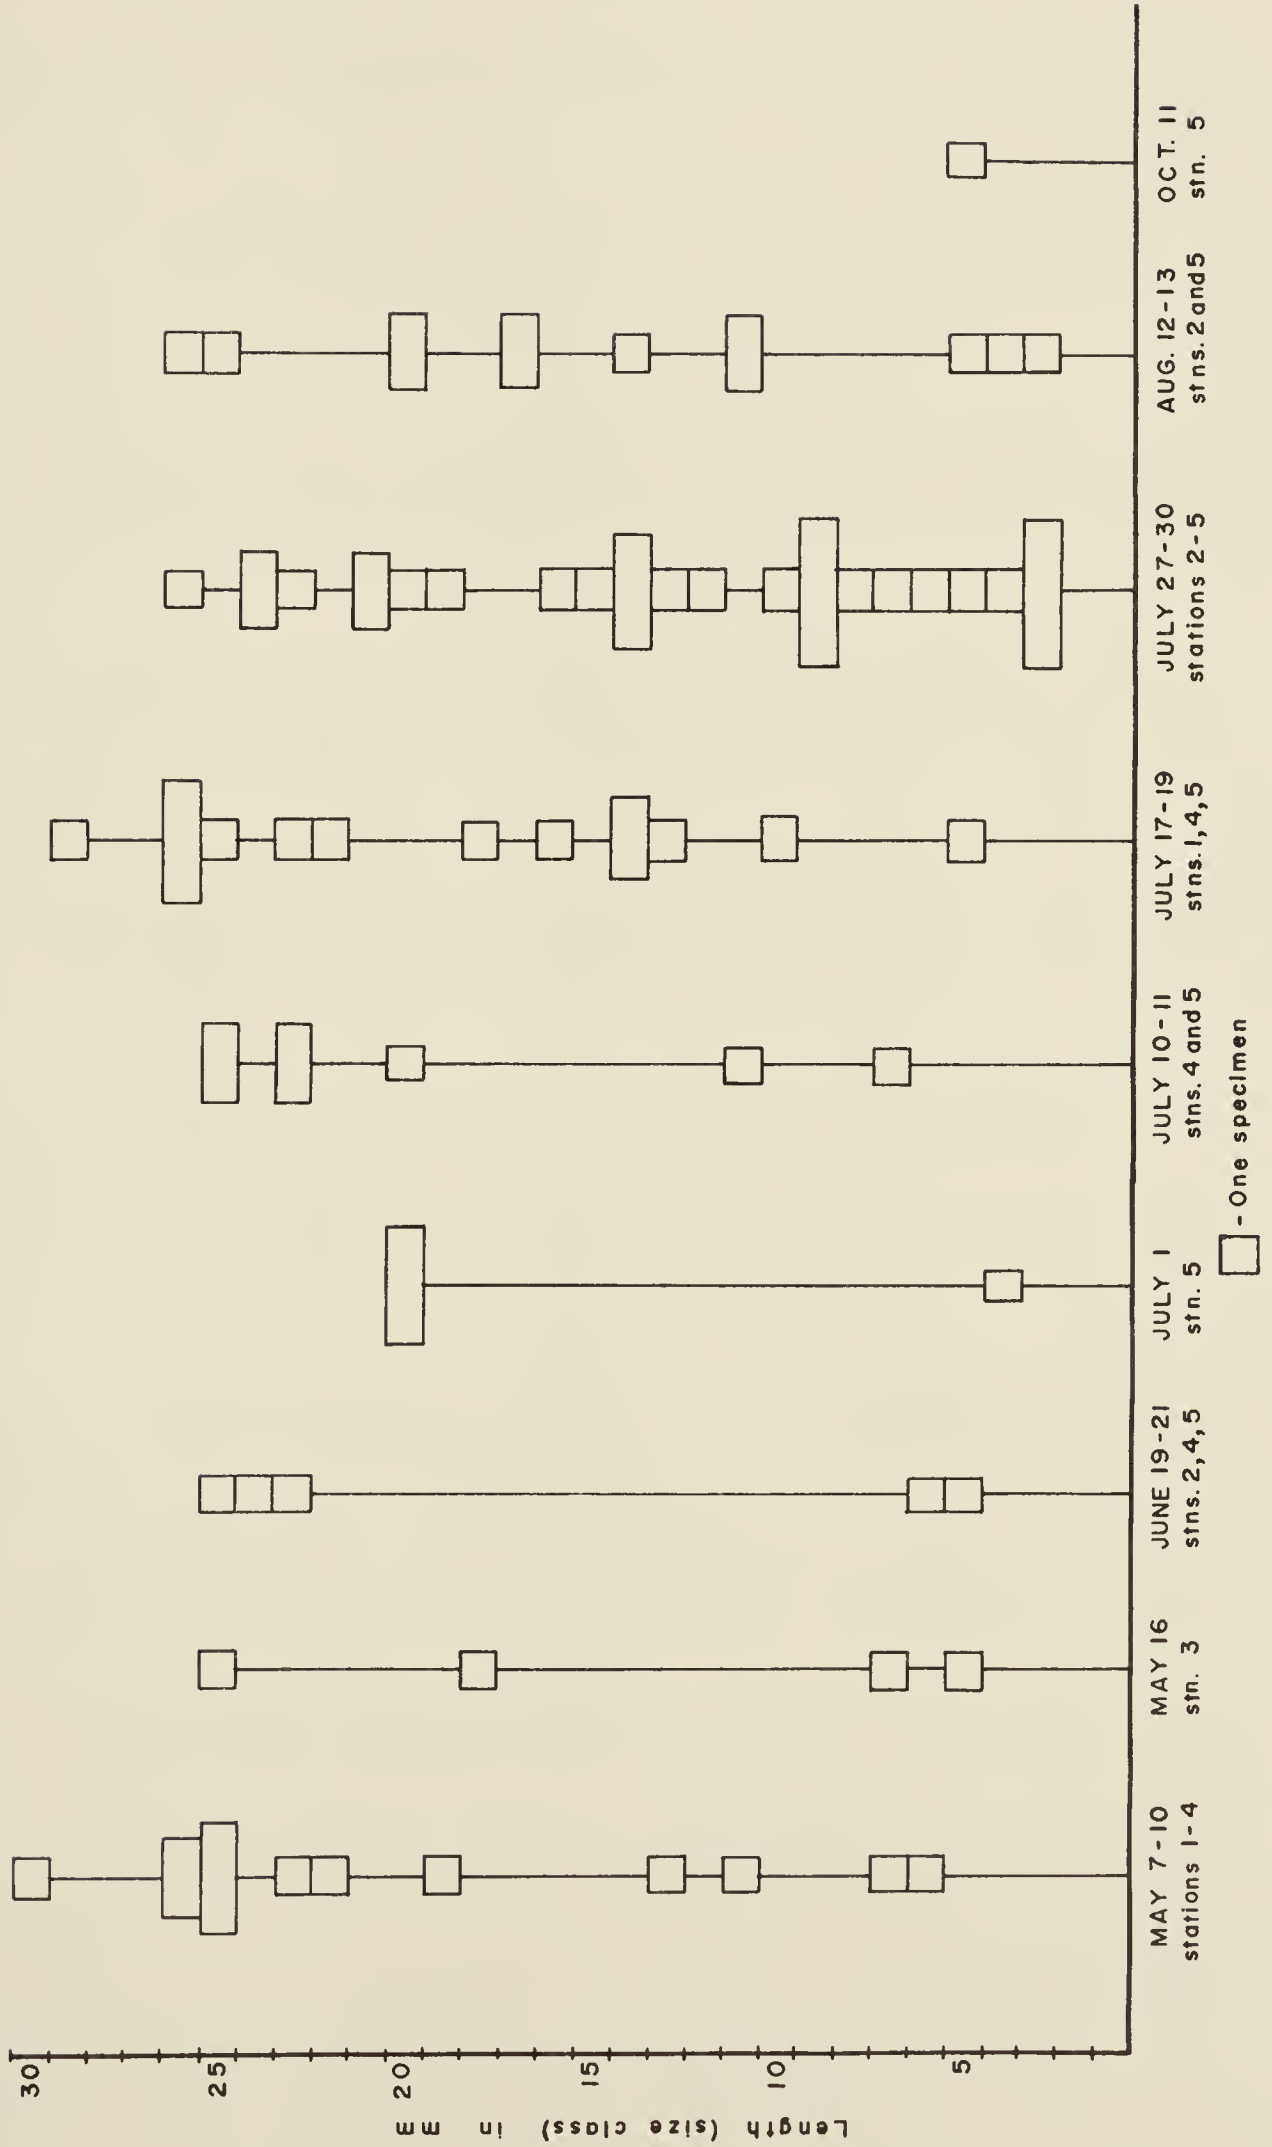 Length (size class) in mm
30
25
20
15
10
5
MAY 7-10
stations 1-4
MAY 16
stn. 3
JUNE 19-21
stns. 2,4,5
JULY 1
stn. 5
JULY 10-11
stns. 4 and 5
JULY 17-19
stns. 1,4,5
JULY 27-30
stations 2-5
AUG. 12-13
stns. 2 and 5
OCT. 11
stn. 5
- One specimen